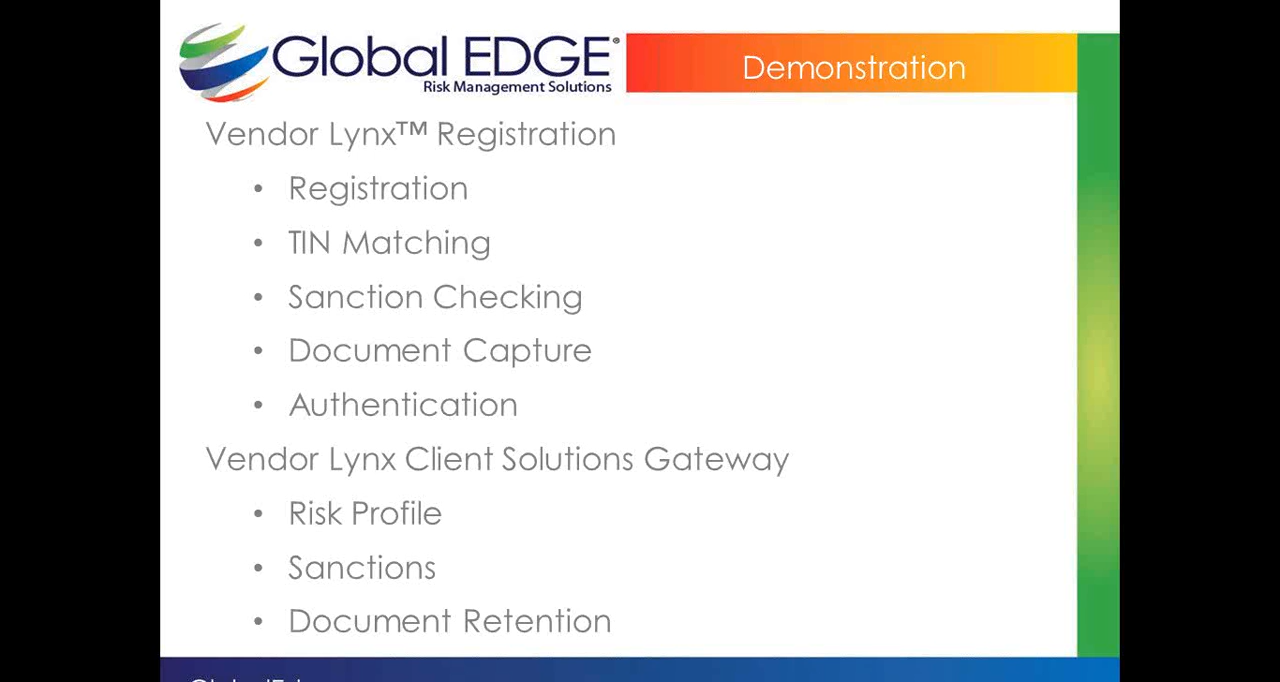 Global EDGE®
Risk Management Solutions
Demonstration
Vendor Lynx™ Registration
• Registration
• TIN Matching
• Sanction Checking
• Document Capture
• Authentication
Vendor Lynx Client Solutions Gateway
• Risk Profile
• Sanctions
• Document Retention